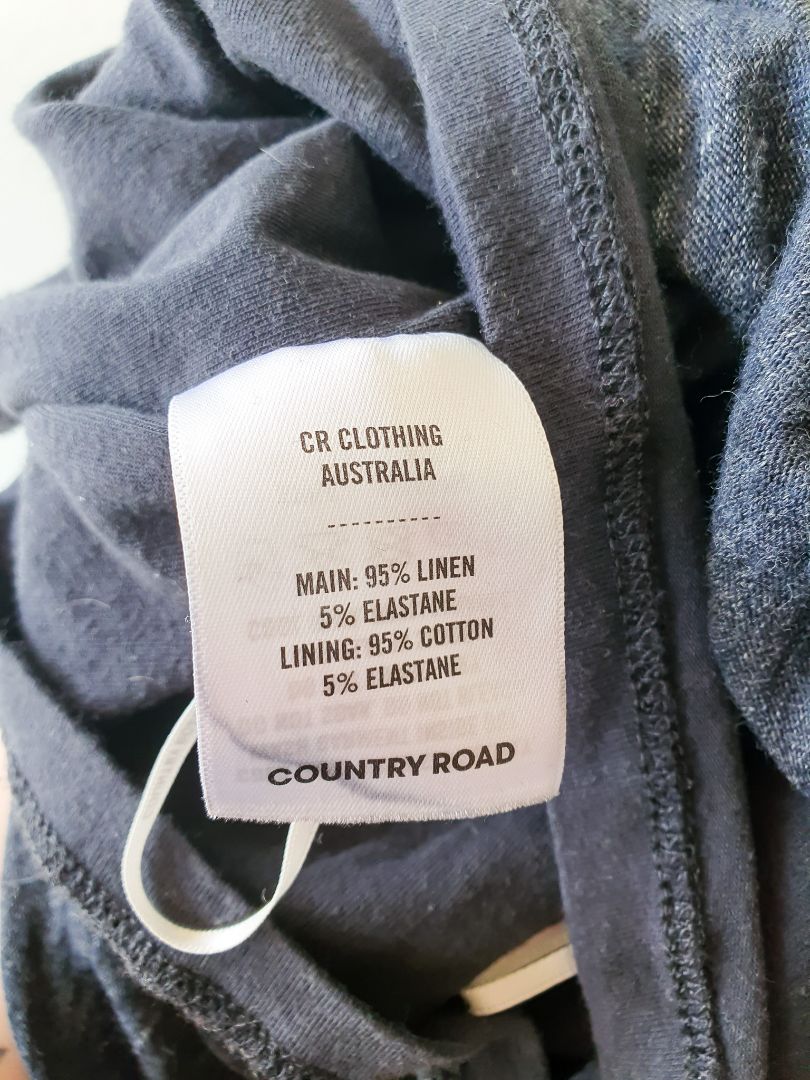 CR CLOTHING
AUSTRALIA
----------
MAIN: 95% LINEN
5% ELASTANE
LINING: 95% COTTON
5% ELASTANE
COUNTRY ROAD